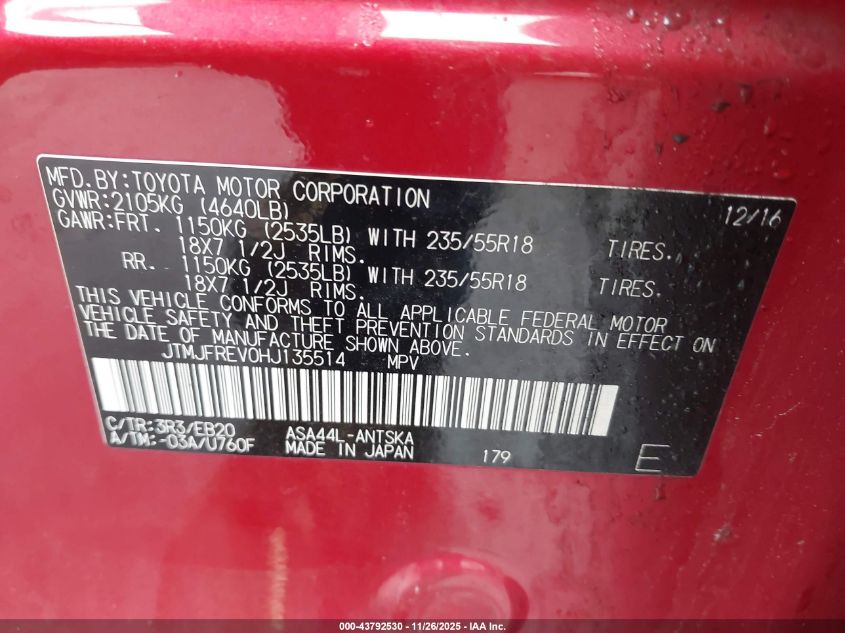 MFD.BY:TOYOTA MOTOR CORPORATION 12/16
GVWR:2105KG (4640LB)
GAWR:FRT. 1150KG (2535LB) WITH 235/55R18 TIRES.
18X7 1/2J RIMS.
RR. 1150KG (2535LB) WITH 235/55R18 TIRES.
18X7 1/2J RIMS.
THIS VEHICLE CONFORMS TO ALL APPLICABLE FEDERAL MOTOR
VEHICLE SAFETY AND THEFT PREVENTION STANDARDS IN EFFECT ON
THE DATE OF MANUFACTURE SHOWN ABOVE.
JTMJFREV0HJ135514 MPV
C/TR:3R3/EB20 ASA44L-ANTSKA
A/TM:-03A/U760F MADE IN JAPAN 179 E
000-43792530 - 11/26/2025 - IAA Inc.